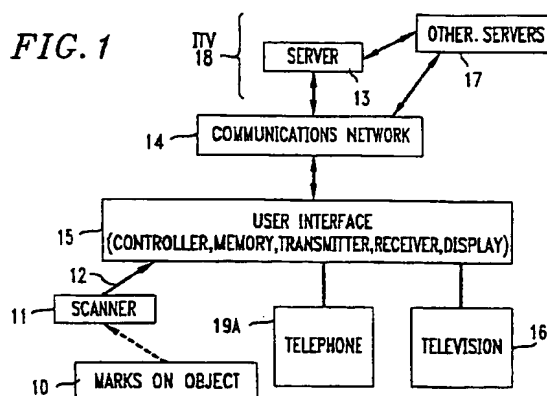 FIG. 1
ITV
18
SERVER
13
OTHER. SERVERS
17
14
COMMUNICATIONS NETWORK
15
USER INTERFACE
(CONTROLLER,MEMORY,TRANSMITTER,RECEIVER,DISPLAY)
12
11
SCANNER
19A
TELEPHONE
TELEVISION
16
10
MARKS ON OBJECT